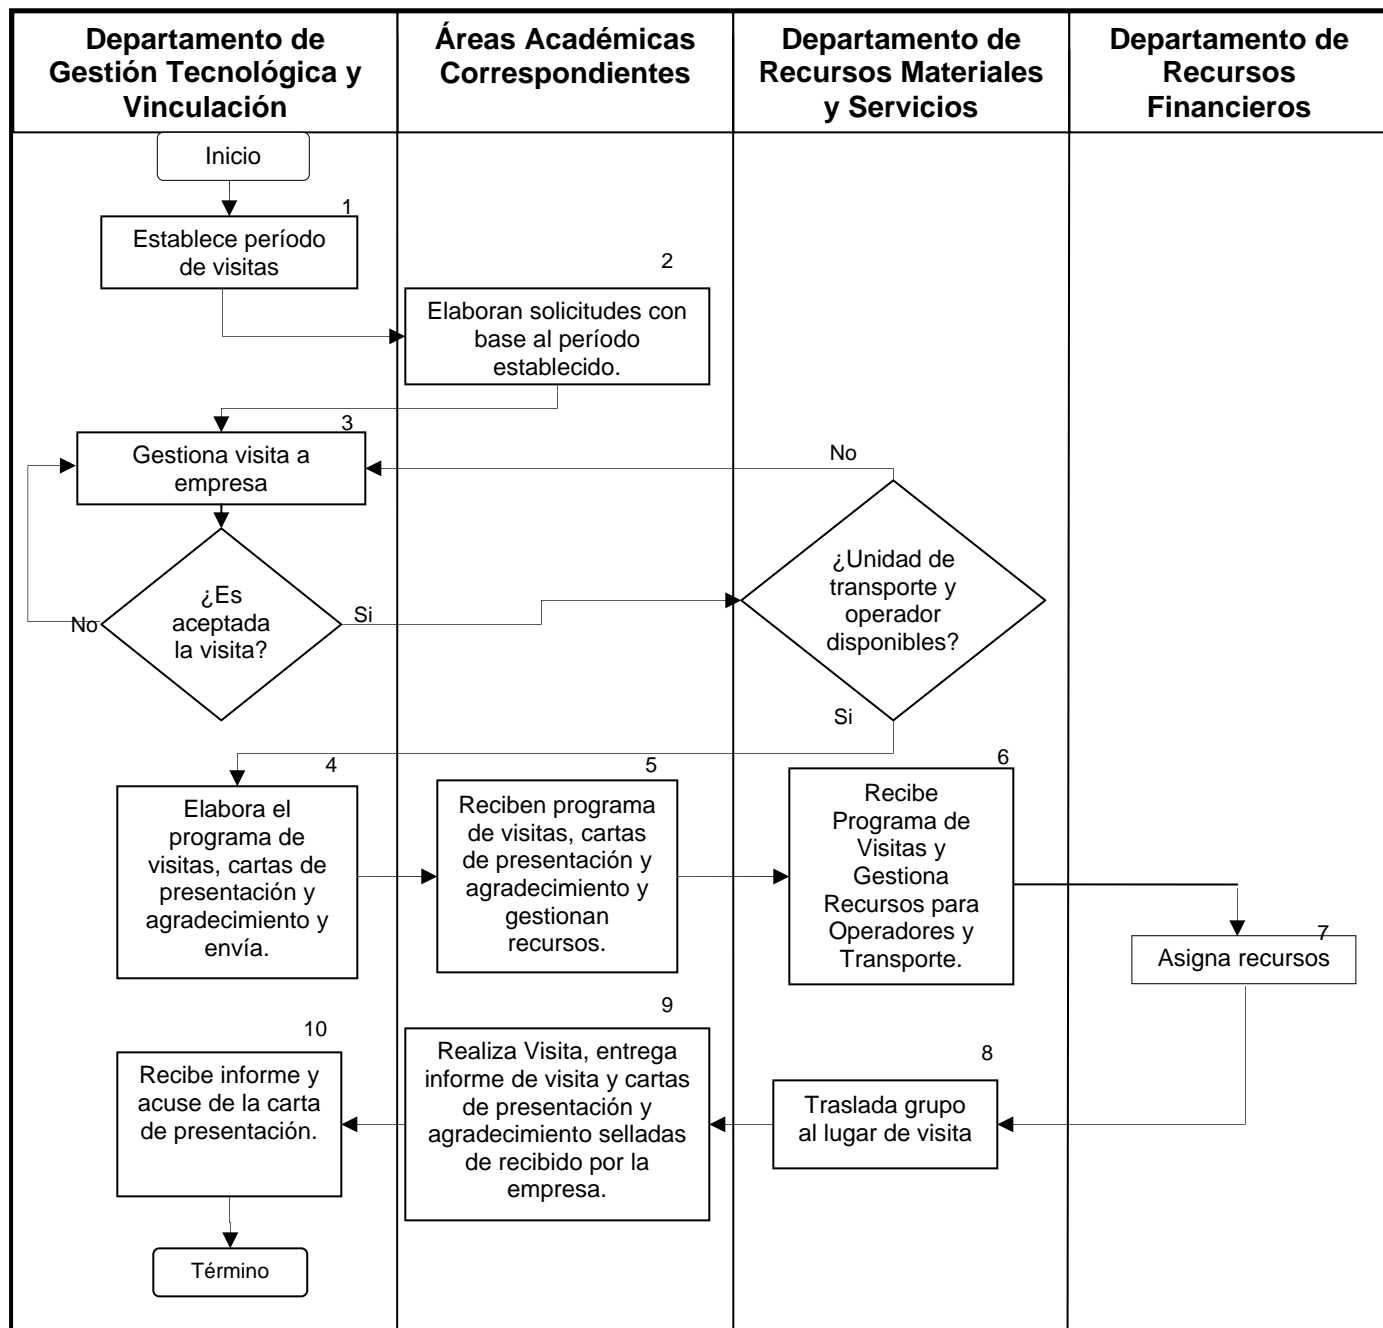 Departamento de
Gestión Tecnológica y
Vinculación
Áreas Académicas
Correspondientes
Departamento de
Recursos Materiales
y Servicios
Departamento de
Recursos
Financieros
Inicio
1
Establece período
de visitas
2
Elaboran solicitudes con
base al período
establecido.
3
Gestiona visita a
empresa
No
¿Es
aceptada
la visita?
No
Si
¿Unidad de
transporte y
operador
disponibles?
Si
4
Elabora el
programa de
visitas, cartas de
presentación y
agradecimiento y
envía.
5
Reciben programa
de visitas, cartas
de presentación y
agradecimiento y
gestionan
recursos.
6
Recibe
Programa de
Visitas y
Gestiona
Recursos para
Operadores y
Transporte.
7
Asigna recursos
8
Traslada grupo
al lugar de visita
9
Realiza Visita, entrega
informe de visita y cartas
de presentación y
agradecimiento selladas
de recibido por la
empresa.
10
Recibe informe y
acuse de la carta
de presentación.
Término